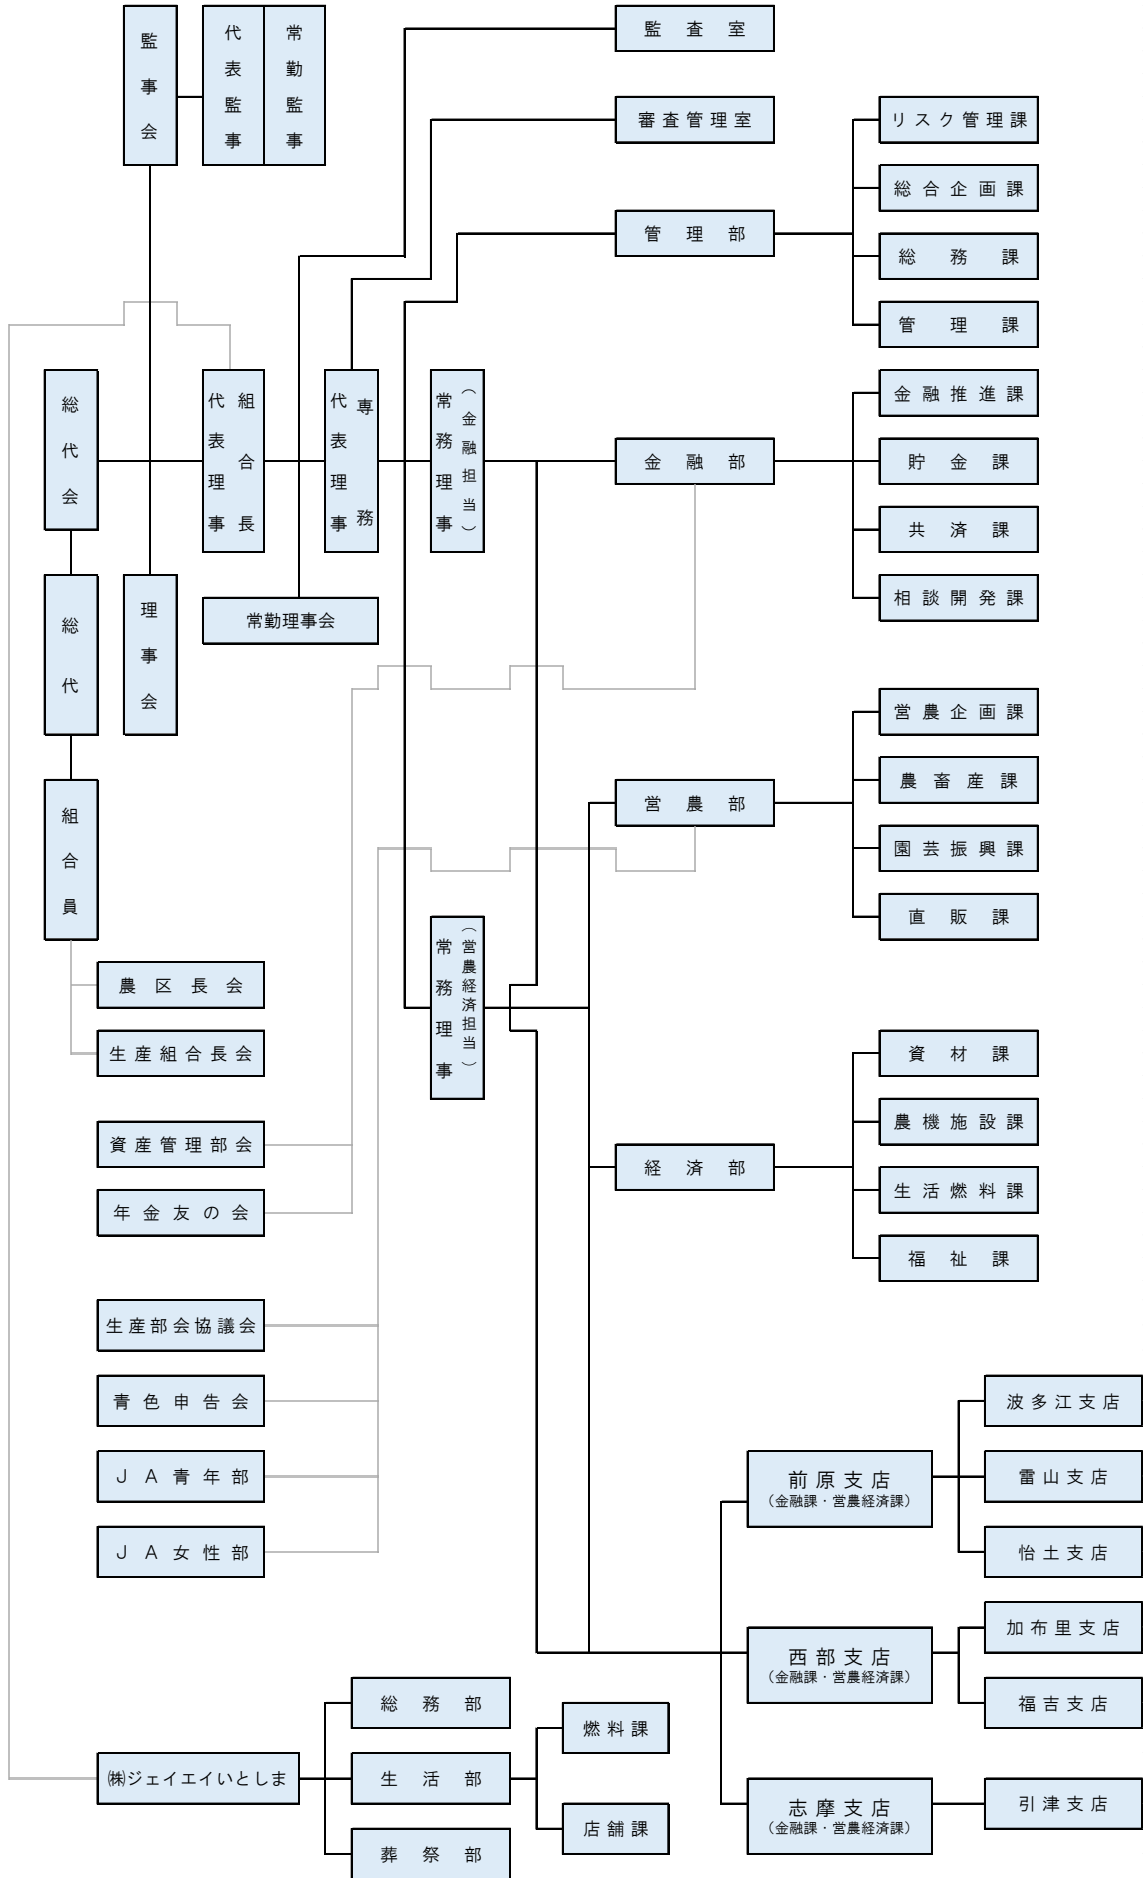 監事会
代表監事
常勤監事
監査室
審査管理室
管理部
リスク管理課
総合企画課
総務課
管理課
総代会
組合長
代表理事
専務
代表理事
（金融担当）
常務理事
金融部
金融推進課
貯金課
共済課
相談開発課
総代
理事会
常勤理事会
組合員
営農部
営農企画課
農畜産課
園芸振興課
直販課
（営農経済担当）
常務理事
農区長会
生産組合長会
資産管理部会
年金友の会
経済部
資材課
農機施設課
生活燃料課
福祉課
生産部会協議会
青色申告会
ＪＡ青年部
ＪＡ女性部
前原支店
（金融課・営農経済課）
波多江支店
雷山支店
怡土支店
西部支店
（金融課・営農経済課）
加布里支店
福吉支店
志摩支店
（金融課・営農経済課）
引津支店
㈱ジェイエイいとしま
総務部
生活部
葬祭部
燃料課
店舗課